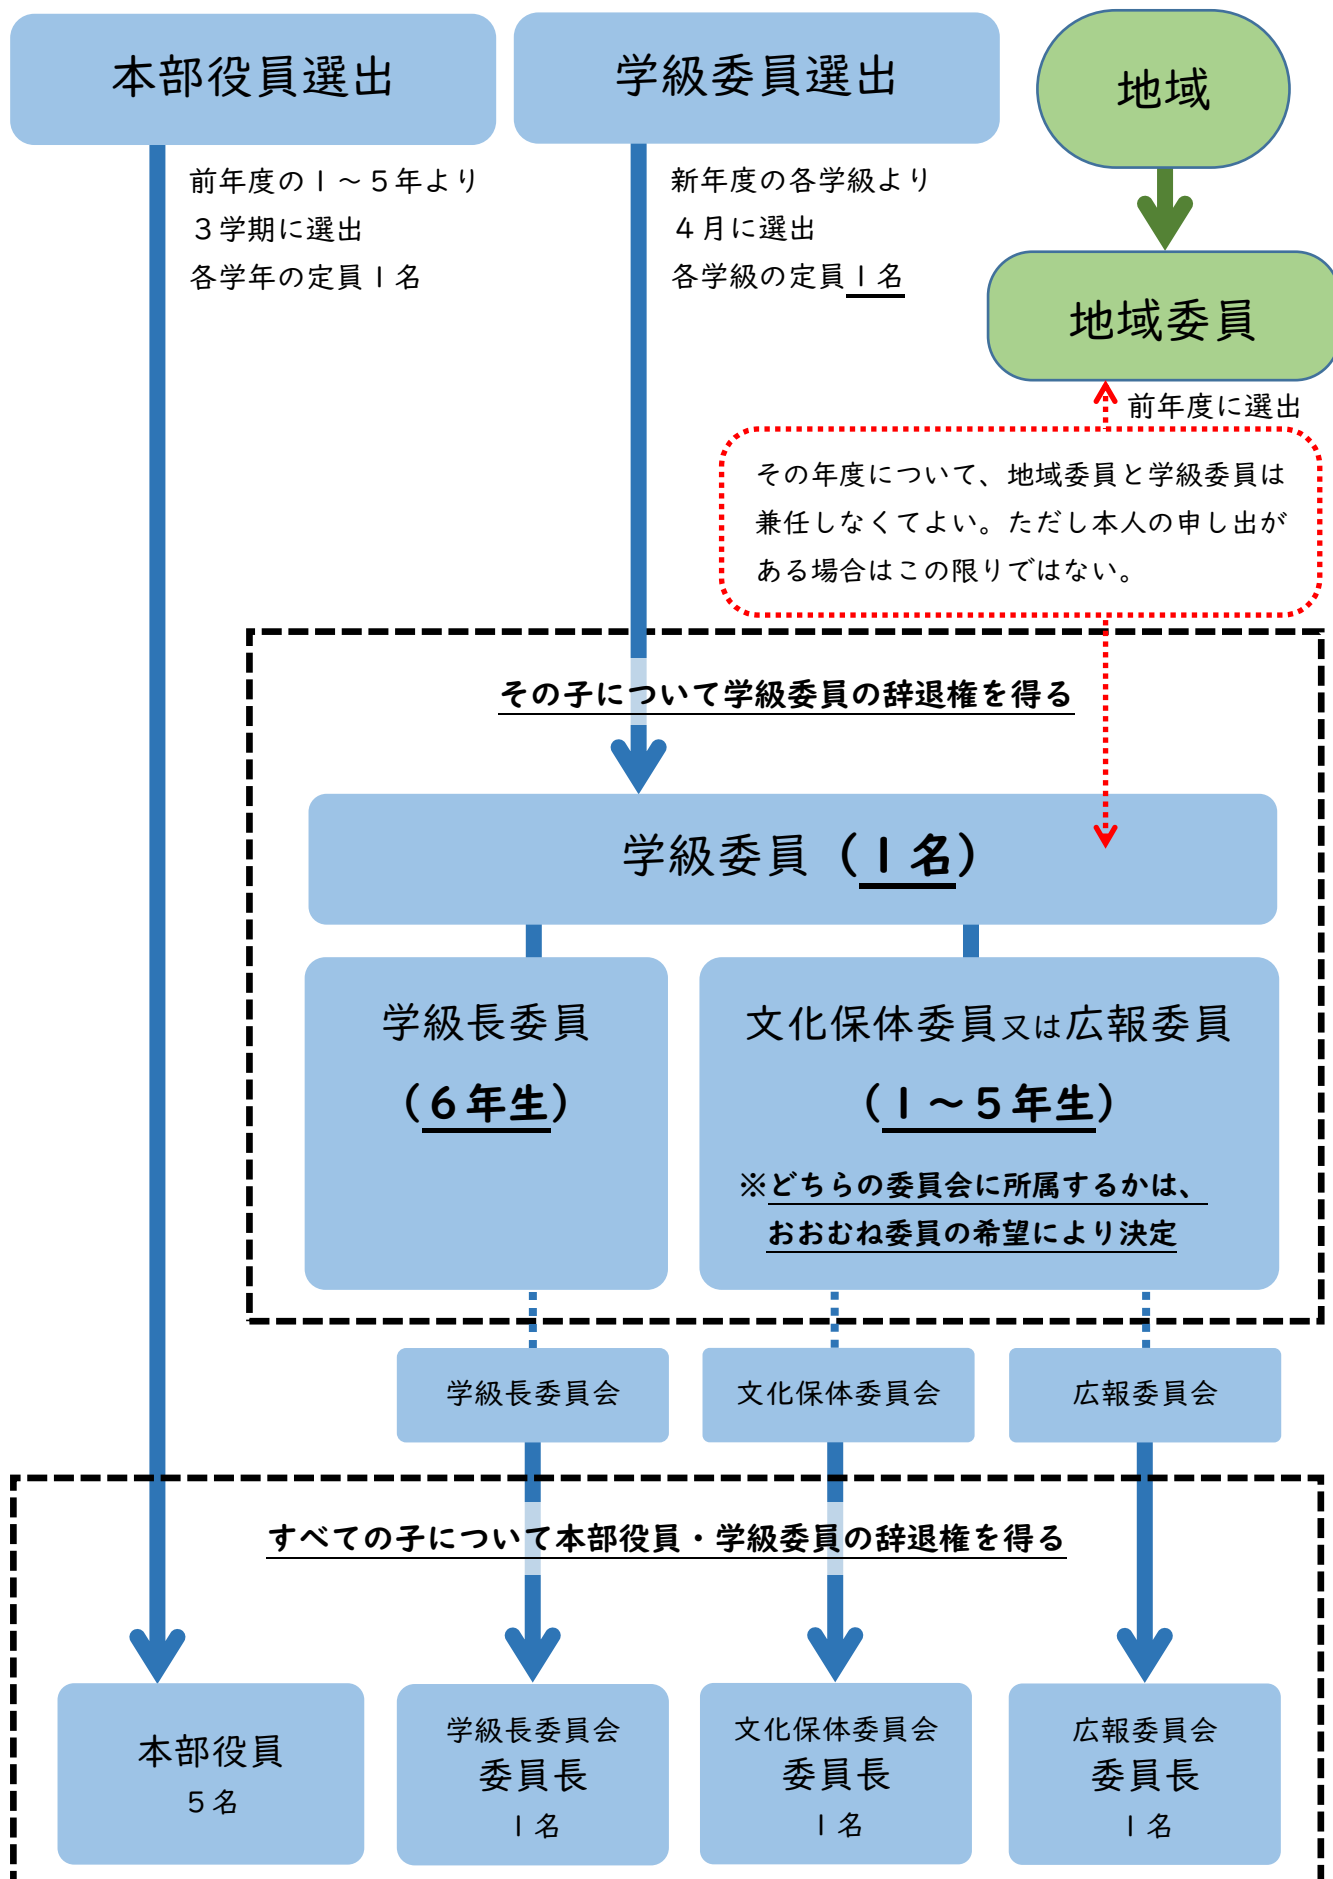 本部役員選出
前年度の1～5年より
3学期に選出
各学年の定員1名
学級委員選出
新年度の各学級より
4月に選出
各学級の定員1名
地域
地域委員
前年度に選出
その年度について、地域委員と学級委員は
兼任しなくてよい。ただし本人の申し出が
ある場合はこの限りではない。
その子について学級委員の辞退権を得る
学級委員（1名）
学級長委員
（6年生）
文化保体委員又は広報委員
（1～5年生）
※どちらの委員会に所属するかは、
おおむね委員の希望により決定
学級長委員会
文化保体委員会
広報委員会
すべての子について本部役員・学級委員の辞退権を得る
本部役員
5名
学級長委員会
委員長
1名
文化保体委員会
委員長
1名
広報委員会
委員長
1名